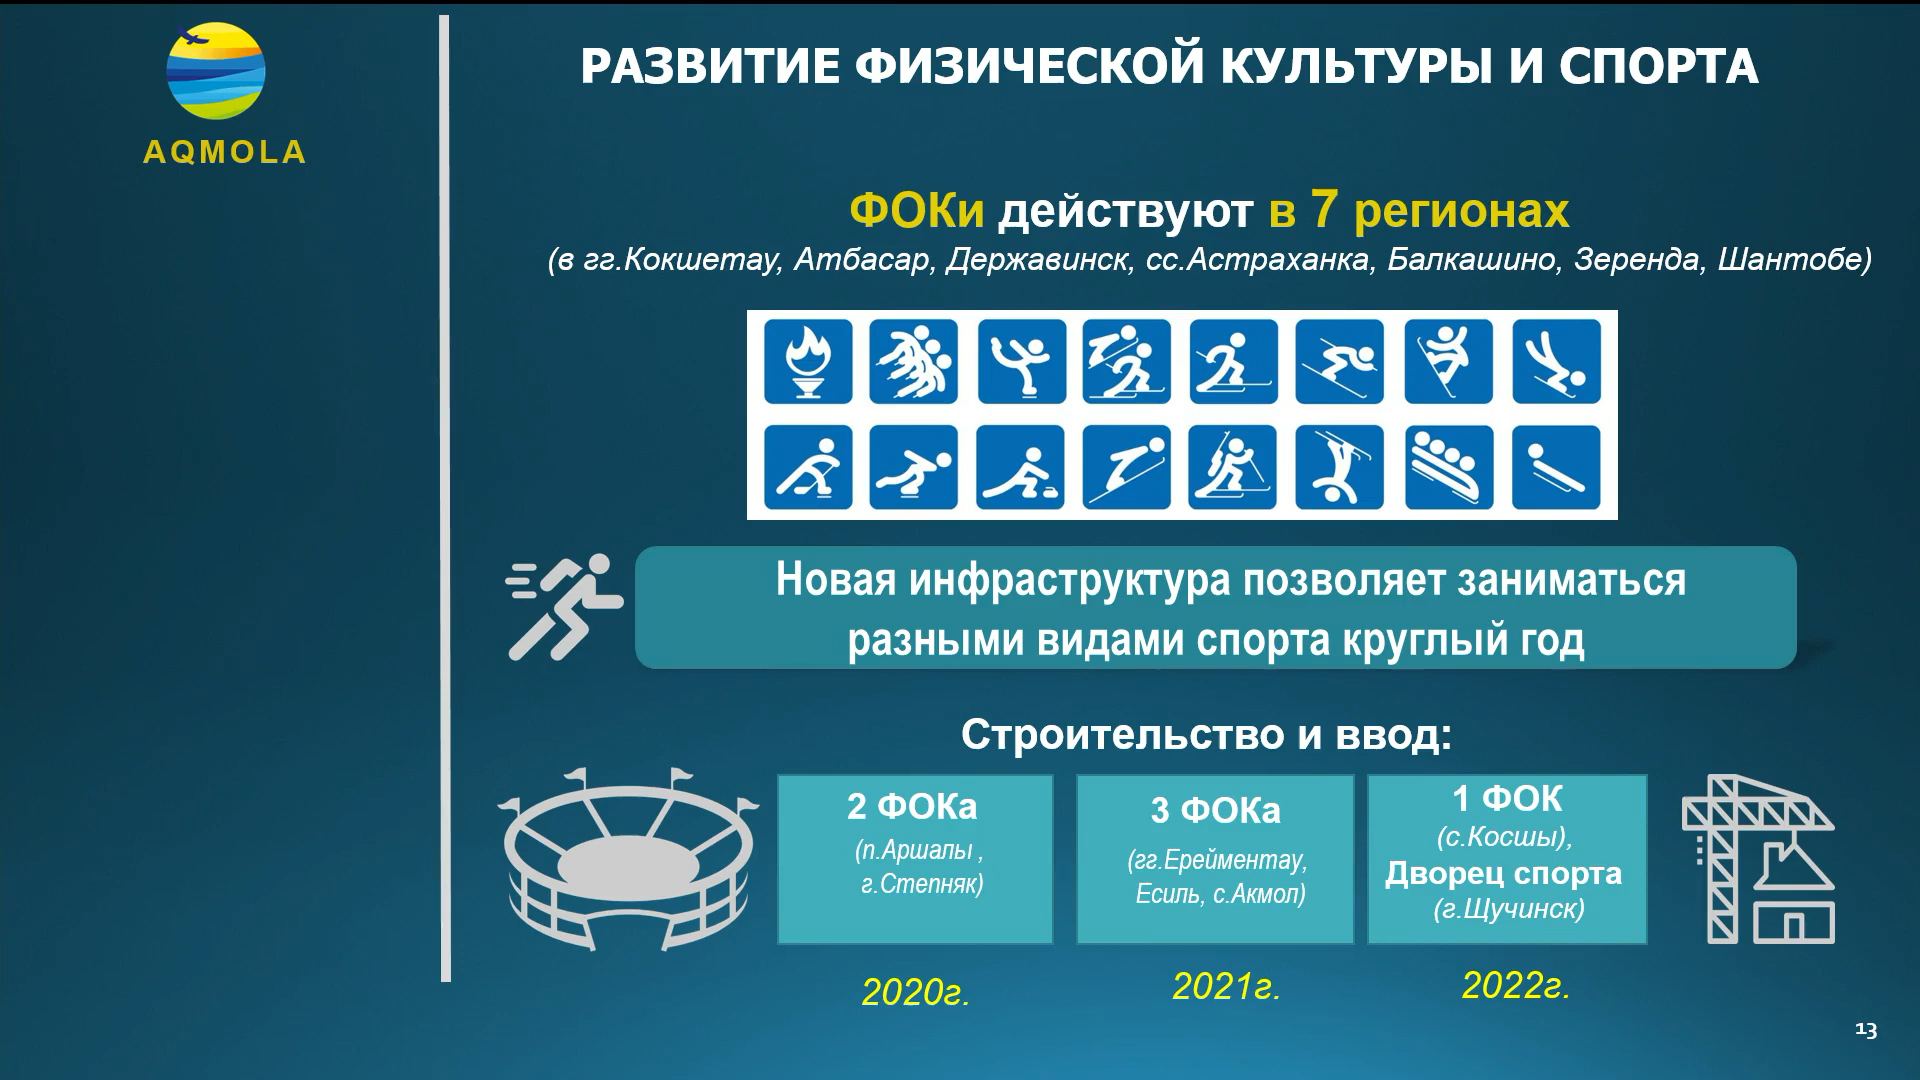 AQMOLA
РАЗВИТИЕ ФИЗИЧЕСКОЙ КУЛЬТУРЫ И СПОРТА
ФОКи действуют в 7 регионах
(в гг.Кокшетау, Атбасар, Державинск, сс.Астраханка, Балкашино, Зеренда, Шантобе)
Новая инфраструктура позволяет заниматься
разными видами спорта круглый год
Строительство и ввод:
2 ФОКа
(п.Аршалы ,
г.Степняк)
2020г.
3 ФОКа
(гг.Ерейментау,
Есиль, с.Акмол)
2021г.
1 ФОК
(с.Косшы),
Дворец спорта
(г.Щучинск)
2022г.
13